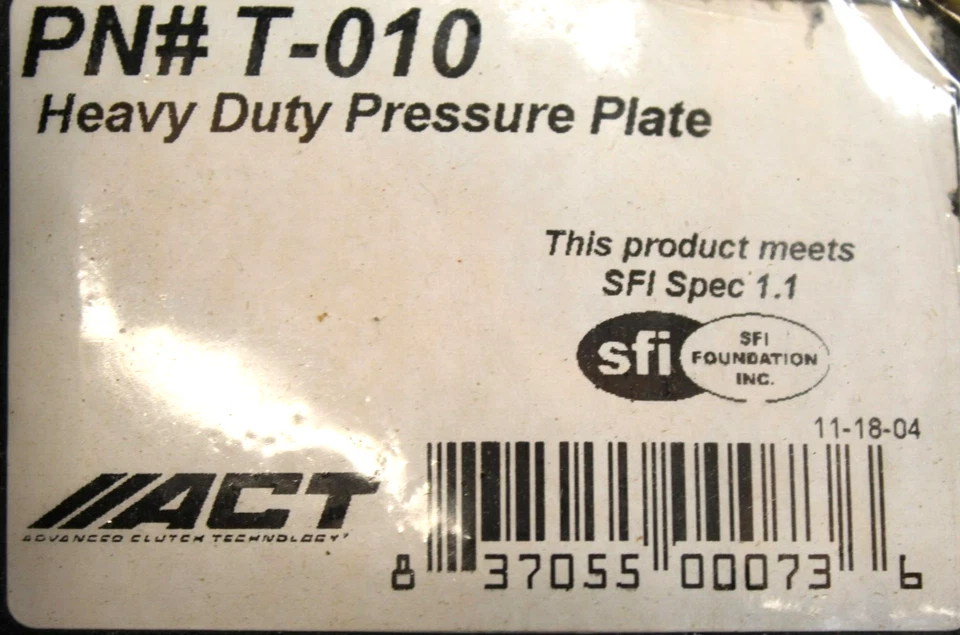 PN# T-010
Heavy Duty Pressure Plate
This product meets
SFI Spec 1.1
sfi
SFI
FOUNDATION
INC.
11-18-04
ACT
ADVANCED CLUTCH TECHNOLOGY
8 37055 00073 6